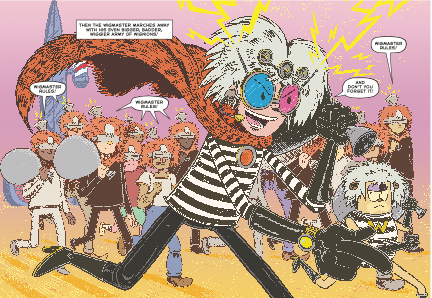 THEN THE WIGMASTER MARCHES AWAY
WITH HIS EVEN BIGGER, BADDER,
WIGGIER ARMY OF WIGNIONS!
WIGMASTER
RULES!
WIGMASTER
RULES!
WIGMASTER
RULES!
AND
DON'T YOU
FORGET IT!
W